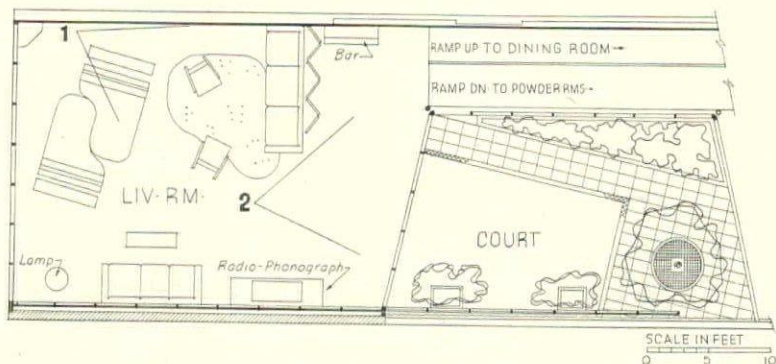 1
Bar
RAMP UP TO DINING ROOM
RAMP DN. TO POWDER RMS.
LIV. RM.
2
COURT
Lamp
Radio-Phonograph
SCALE IN FEET
0 5 10